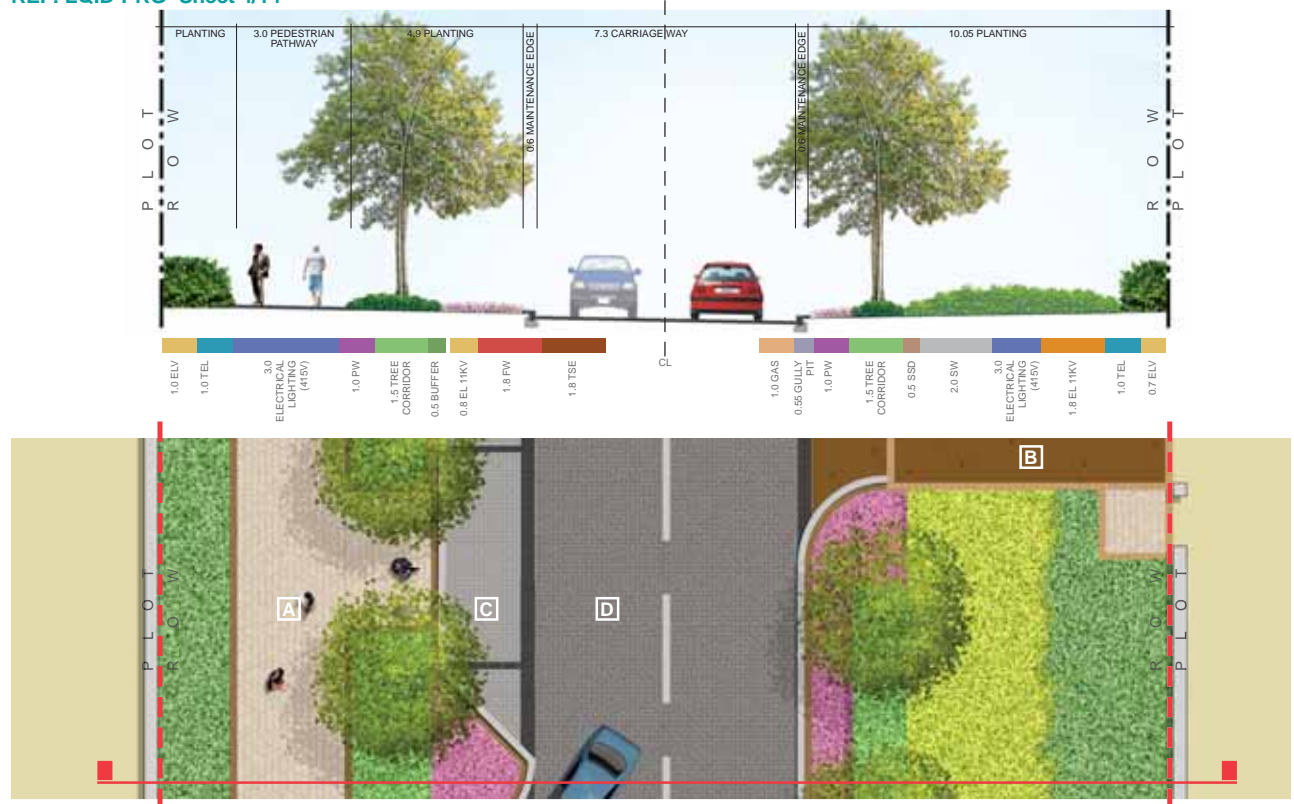 PLANTING
3.0 PEDESTRIAN
PATHWAY
4.9 PLANTING
0.6 MAINTENANCE EDGE
7.3 CARRIAGE WAY
0.6 MAINTENANCE EDGE
10.05 PLANTING
PLOT
ROW
ROW
PLOT
1.0 ELV
1.0 TEL
3.0
ELECTRICAL
LIGHTING
(415V)
1.0 PW
1.5 TREE
CORRIDOR
0.5 BUFFER
0.8 EL 11KV
1.8 FW
1.8 TSE
CL
1.0 GAS
0.55 GULLY
PIT
1.0 PW
1.5 TREE
CORRIDOR
0.5 SSD
2.0 SW
3.0
ELECTRICAL
LIGHTING
(415V)
1.8 EL 11KV
1.0 TEL
0.7 ELV
B
A
C
D
PLOT
ROW
ROW
PLOT